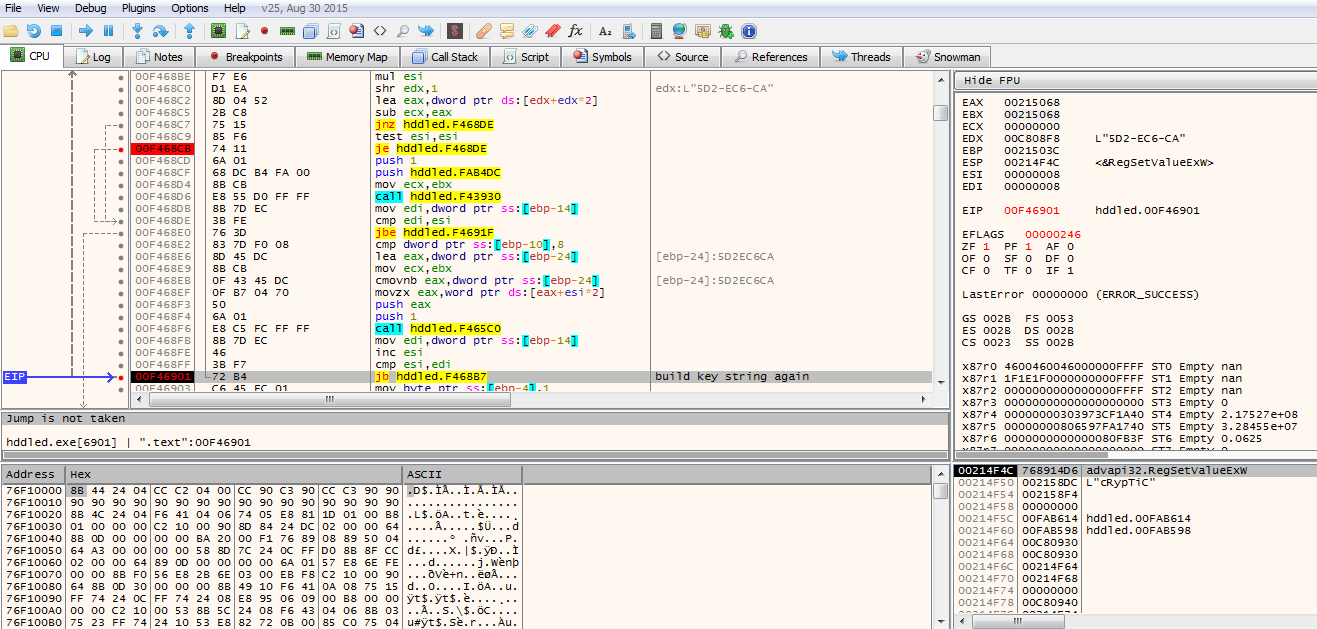 File View Debug Plugins Options Help v25, Aug 30 2015
CPU Log Notes Breakpoints Memory Map Call Stack Script Symbols Source References Threads Snowman
00F468BE F7 E6 mul esi
00F468C0 D1 EA shr edx,1 edx:L"5D2-EC6-CA"
00F468C2 8D 04 52 lea eax,dword ptr ds:[edx+edx*2]
00F468C5 2B C8 sub ecx,eax
00F468C7 75 15 jnz hddled.F468DE
00F468C9 85 F6 test esi,esi
00F468CB 74 11 je hddled.F468DE
00F468CD 6A 01 push 1
00F468CF 68 DC B4 FA 00 push hddled.FAB4DC
00F468D4 8B CB mov ecx,ebx
00F468D6 E8 55 D0 FF FF call hddled.F43930
00F468DB 8B 7D EC mov edi,dword ptr ss:[ebp-14]
00F468DE 3B FE cmp edi,esi
00F468E0 76 3D jbe hddled.F4691F
00F468E2 83 7D F0 08 cmp dword ptr ss:[ebp-10],8
00F468E6 8D 45 DC lea eax,dword ptr ss:[ebp-24] [ebp-24]:5D2EC6CA
00F468E9 8B CB mov ecx,ebx
00F468EB 0F 43 45 DC cmovnb eax,dword ptr ss:[ebp-24] [ebp-24]:5D2EC6CA
00F468EF 0F B7 04 70 movzx eax,word ptr ds:[eax+esi*2]
00F468F3 50 push eax
00F468F4 6A 01 push 1
00F468F6 E8 C5 FC FF FF call hddled.F465C0
00F468FB 8B 7D EC mov edi,dword ptr ss:[ebp-14]
00F468FE 46 inc esi
00F468FF 3B F7 cmp esi,edi
EIP 00F46901 72 B4 jb hddled.F468B7 build key string again
00F46903 C6 45 FC 01 mov byte ptr ss:[ebp-4],1
Jump is not taken
hddled.exe[6901] | ".text":00F46901
Hide FPU
EAX 00215068
EBX 00215068
ECX 00000000
EDX 00C808F8 L"5D2-EC6-CA"
EBP 0021503C
ESP 00214F4C <&RegSetValueExW>
ESI 00000008
EDI 00000008
EIP 00F46901 hddled.00F46901
EFLAGS 00000246
ZF 1 PF 1 AF 0
OF 0 SF 0 DF 0
CF 0 TF 0 IF 1
LastError 00000000 (ERROR_SUCCESS)
GS 002B FS 0053
ES 002B DS 002B
CS 0023 SS 002B
x87r0 4600460046000000FFFF ST0 Empty nan
x87r1 1F1E1F0000000000FFFF ST1 Empty nan
x87r2 0000000000000000FFFF ST2 Empty nan
x87r3 00000000000000000000 ST3 Empty 0
x87r4 00000000303973CF1A40 ST4 Empty 2.17527e+08
x87r5 00000000806597FA1740 ST5 Empty 3.28455e+07
x87r6 000000000000000080FB3F ST6 Empty 0.0625
Address Hex ASCII
76F10000 8B 44 24 04 CC C2 04 00 CC 90 C3 90 CC C3 90 90 .D$.ÌÂ..Ì.Ã.ÌÃ..
76F10010 90 90 90 90 90 90 90 90 90 90 90 90 90 90 90 90 ................
76F10020 8B 4C 24 04 F6 41 04 06 74 05 E8 81 1D 01 00 B8 .L$.öA..t.è....¸
76F10030 01 00 00 00 C2 10 00 90 8D 84 24 DC 02 00 00 64 ....Â.....$Ü...d
76F10040 8B 0D 00 00 00 00 BA 20 00 F1 76 89 08 89 50 04 ......º .ñv...P.
76F10050 64 A3 00 00 00 00 58 8D 7C 24 0C FF D0 8B 8F CC d£....X.|$.ÿÐ..Ì
76F10060 02 00 00 64 89 0D 00 00 00 00 6A 01 57 E8 6E FE ...d......j.Wènþ
76F10070 00 00 8B F0 56 E8 2B 6E 03 00 EB F8 C2 10 00 90 ...ðVè+n..ëøÂ...
76F10080 64 8B 0D 30 00 00 00 8B 49 10 F6 41 0A 08 75 15 d..0....I.öA..u.
76F10090 FF 74 24 0C FF 74 24 08 E8 95 06 09 00 B8 00 00 ÿt$.ÿt$.è....¸..
76F100A0 00 00 C2 10 00 53 8B 5C 24 08 F6 43 04 06 8B 03 ..Â..S.\$.öC....
76F100B0 75 23 FF 74 24 10 53 E8 82 72 0B 00 85 C0 75 04 u#ÿt$.Sè.r...Àu.
00214F4C 768914D6 advapi32.RegSetValueExW
00214F50 002158DC L"cRypTiC"
00214F54 002158F4
00214F58 00000000
00214F5C 00FAB614 hddled.00FAB614
00214F60 00FAB598 hddled.00FAB598
00214F64 00C80930
00214F68 00C80930
00214F6C 00214F64
00214F70 00214F68
00214F74 00000000
00214F78 00C80940